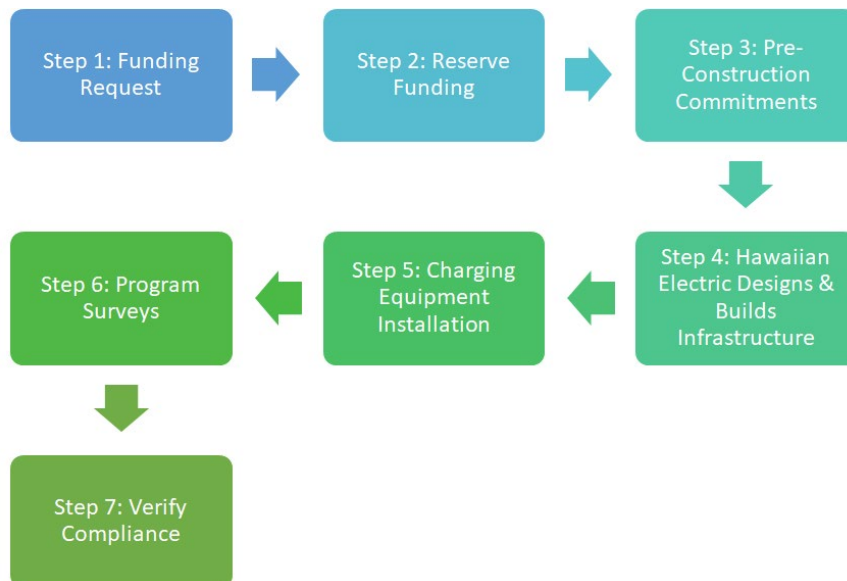 Step 1: Funding
Request
Step 2: Reserve
Funding
Step 3: Pre-
Construction
Commitments
Step 4: Hawaiian
Electric Designs &
Builds
Infrastructure
Step 5: Charging
Equipment
Installation
Step 6: Program
Surveys
Step 7: Verify
Compliance